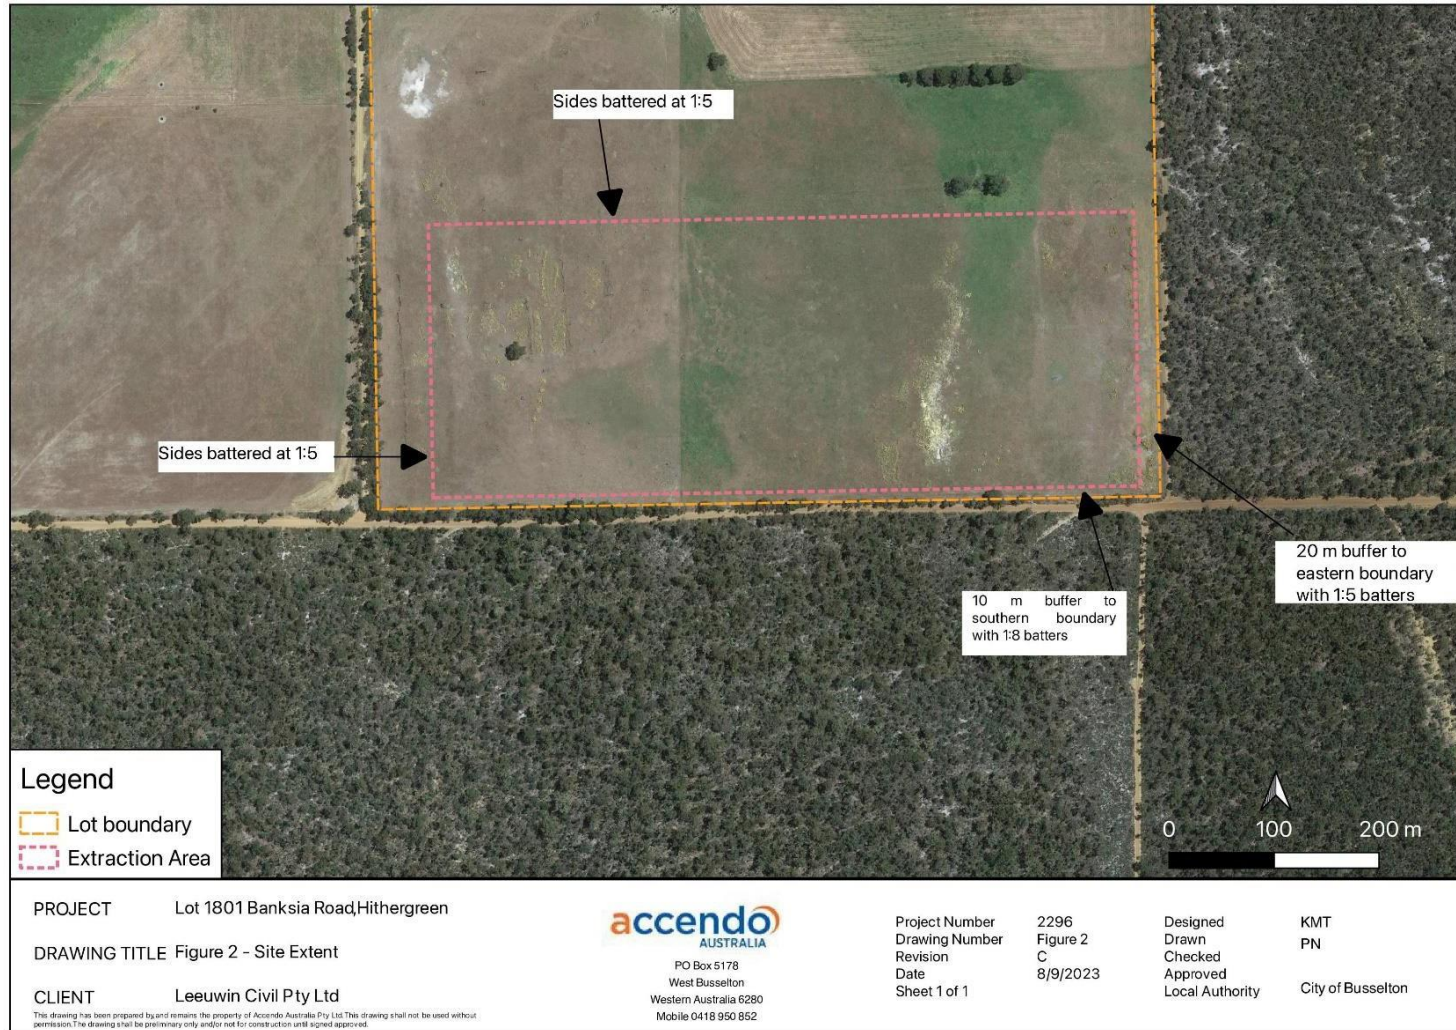 Sides battered at 1:5
Sides battered at 1:5
20 m buffer to
eastern boundary
with 1:5 batters
10 m buffer to
southern boundary
with 1:8 batters
Legend
Lot boundary
Extraction Area
0 100 200 m
PROJECT Lot 1801 Banksia Road,Hithergreen
DRAWING TITLE Figure 2 - Site Extent
CLIENT Leeuwin Civil Pty Ltd
This drawing has been prepared by,and remains the property of Accendo Australia Pty Ltd.This drawing shall not be used without
permission.The drawing shall be preliminary only and/or not for construction until signed approved.
accendo
AUSTRALIA
PO Box 5178
West Busselton
Western Australia 6280
Mobile 0418 950 852
Project Number 2296
Drawing Number Figure 2
Revision C
Date 8/9/2023
Sheet 1 of 1
Designed KMT
Drawn PN
Checked
Approved
Local Authority City of Busselton